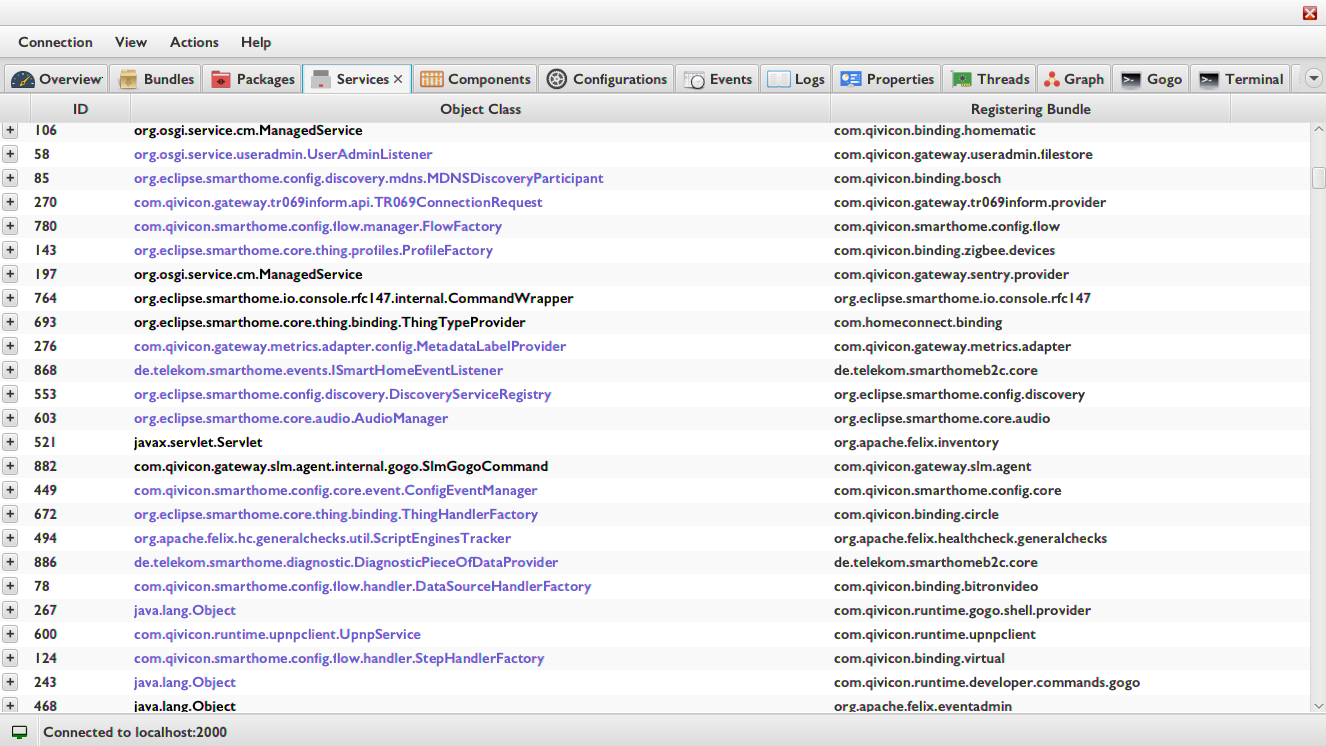 Connection View Actions Help
Overview Bundles Packages Services × Components Configurations Events Logs Properties Threads Graph Gogo Terminal
ID Object Class Registering Bundle
106 org.osgi.service.cm.ManagedService com.qivicon.binding.homematic
58 org.osgi.service.useradmin.UserAdminListener com.qivicon.gateway.useradmin.filestore
85 org.eclipse.smarthome.config.discovery.mdns.MDNSDiscoveryParticipant com.qivicon.binding.bosch
270 com.qivicon.gateway.tr069inform.api.TR069ConnectionRequest com.qivicon.gateway.tr069inform.provider
780 com.qivicon.smarthome.config.flow.manager.FlowFactory com.qivicon.smarthome.config.flow
143 org.eclipse.smarthome.core.thing.profiles.ProfileFactory com.qivicon.binding.zigbee.devices
197 org.osgi.service.cm.ManagedService com.qivicon.gateway.sentry.provider
764 org.eclipse.smarthome.io.console.rfc147.internal.CommandWrapper org.eclipse.smarthome.io.console.rfc147
693 org.eclipse.smarthome.core.thing.binding.ThingTypeProvider com.homeconnect.binding
276 com.qivicon.gateway.metrics.adapter.config.MetadataLabelProvider com.qivicon.gateway.metrics.adapter
868 de.telekom.smarthome.events.ISmartHomeEventListener de.telekom.smarthomeb2c.core
553 org.eclipse.smarthome.config.discovery.DiscoveryServiceRegistry org.eclipse.smarthome.config.discovery
603 org.eclipse.smarthome.core.audio.AudioManager org.eclipse.smarthome.core.audio
521 javax.servlet.Servlet org.apache.felix.inventory
882 com.qivicon.gateway.slm.agent.internal.gogo.SlmGogoCommand com.qivicon.gateway.slm.agent
449 com.qivicon.smarthome.config.core.event.ConfigEventManager com.qivicon.smarthome.config.core
672 org.eclipse.smarthome.core.thing.binding.ThingHandlerFactory com.qivicon.binding.circle
494 org.apache.felix.hc.generalchecks.util.ScriptEnginesTracker org.apache.felix.healthcheck.generalchecks
886 de.telekom.smarthome.diagnostic.DiagnosticPieceOfDataProvider de.telekom.smarthomeb2c.core
78 com.qivicon.smarthome.config.flow.handler.DataSourceHandlerFactory com.qivicon.binding.bitronvideo
267 java.lang.Object com.qivicon.runtime.gogo.shell.provider
600 com.qivicon.runtime.upnpclient.UpnpService com.qivicon.runtime.upnpclient
124 com.qivicon.smarthome.config.flow.handler.StepHandlerFactory com.qivicon.binding.virtual
243 java.lang.Object com.qivicon.runtime.developer.commands.gogo
468 java.lang.Object org.apache.felix.eventadmin
Connected to localhost:2000